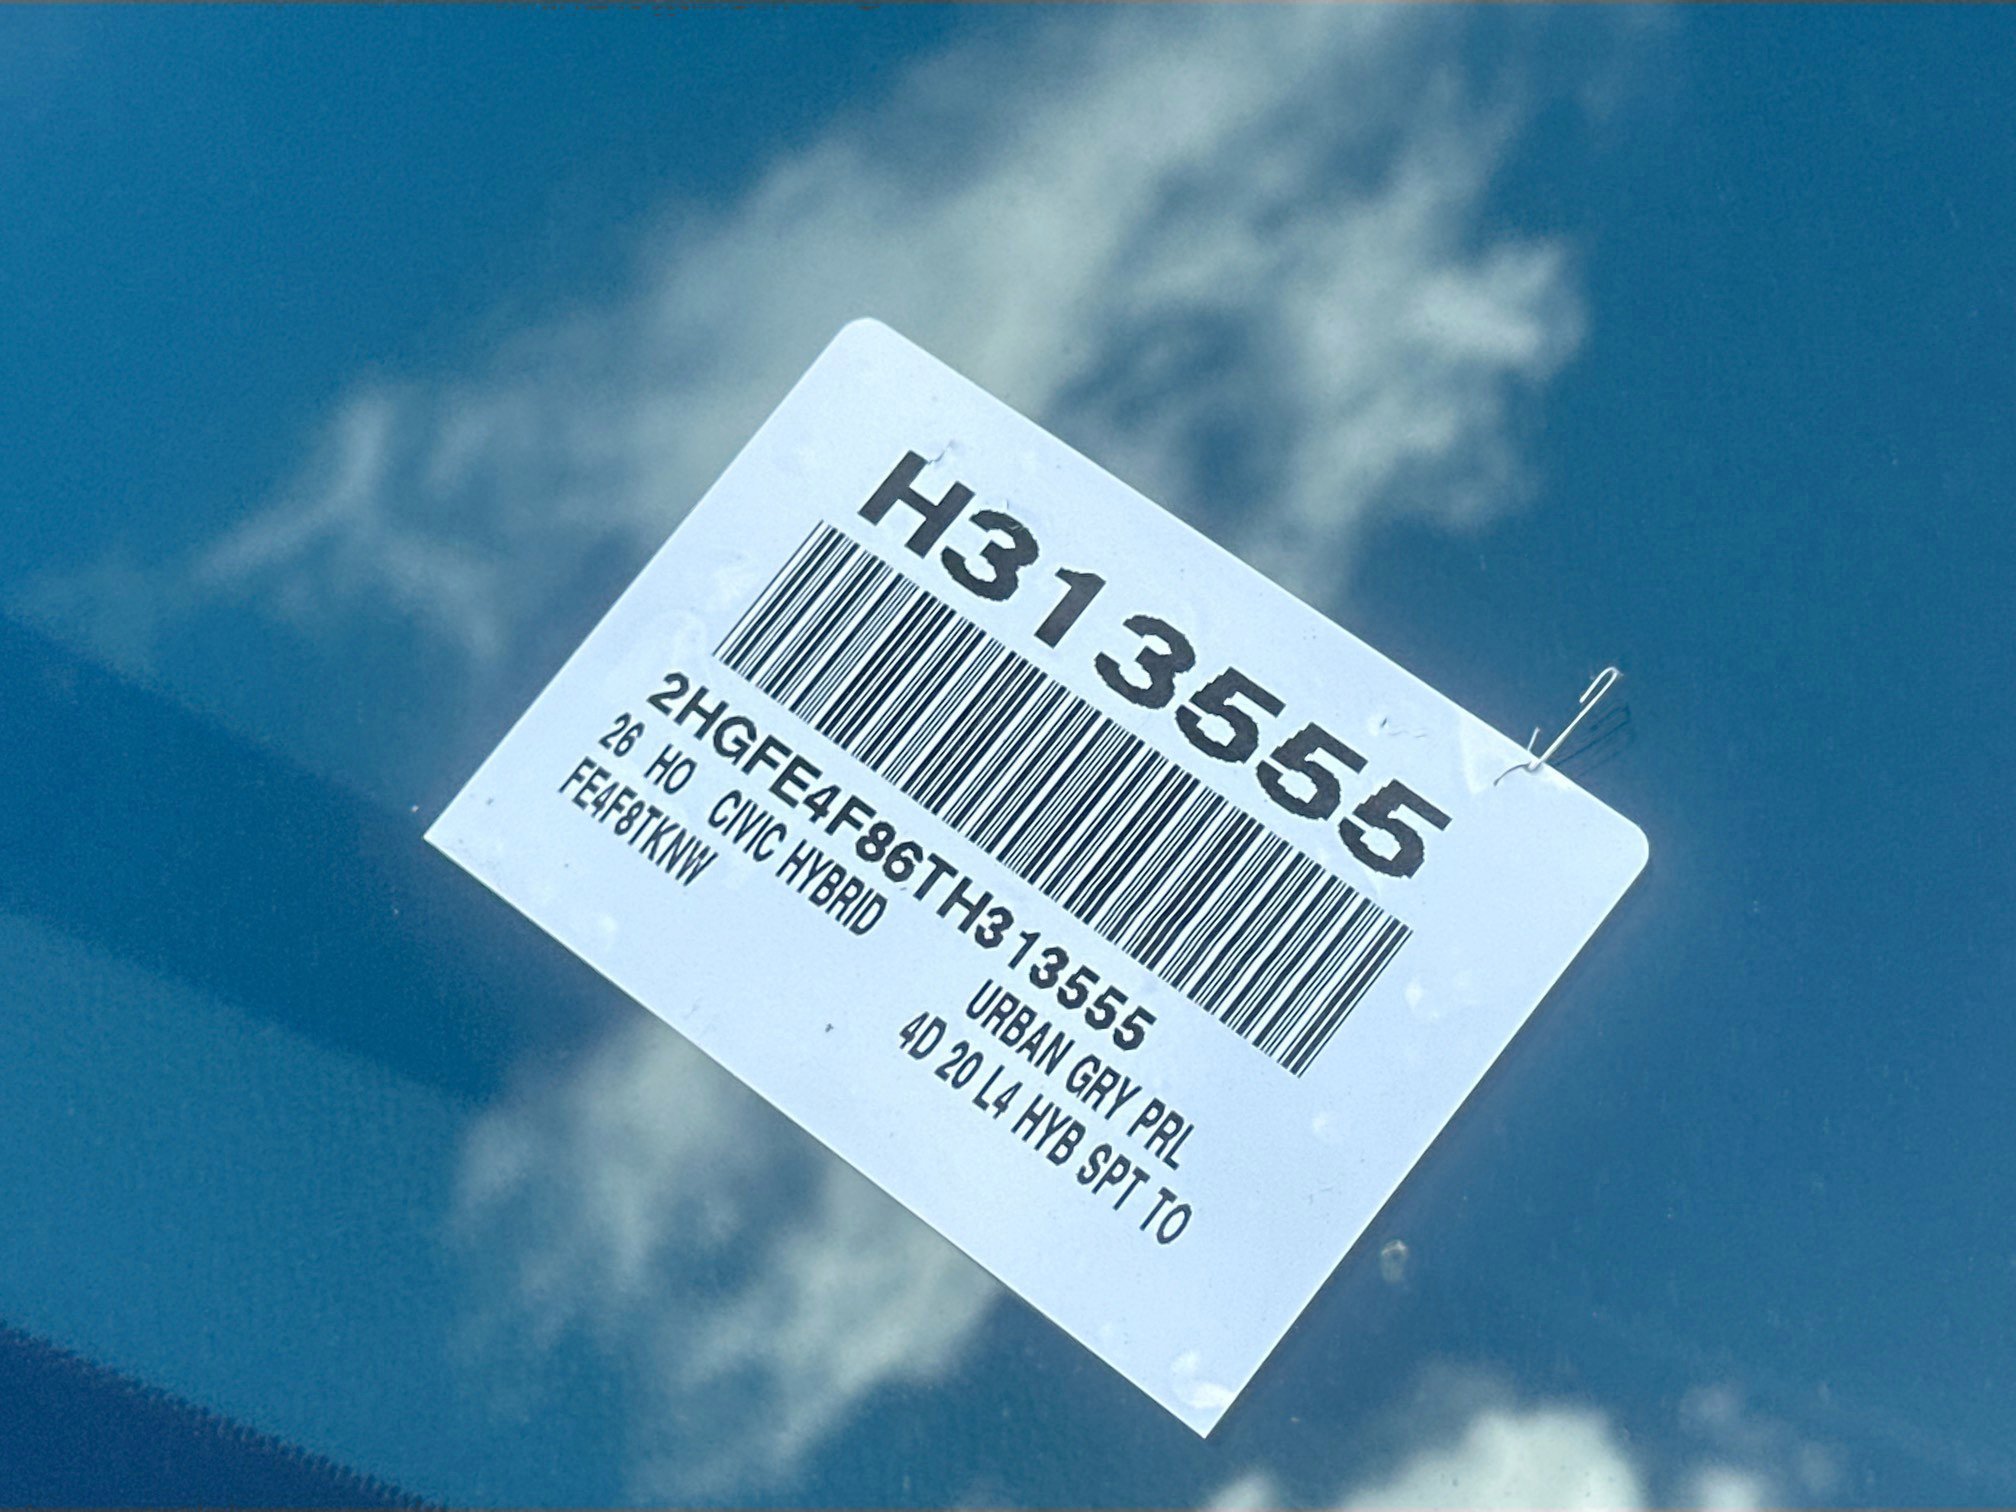 H313555
2HGFE4F86TH313555
26 HO CIVIC HYBRID URBAN GRY PRL
FE4F8TKNW 4D 20 L4 HYB SPT TO